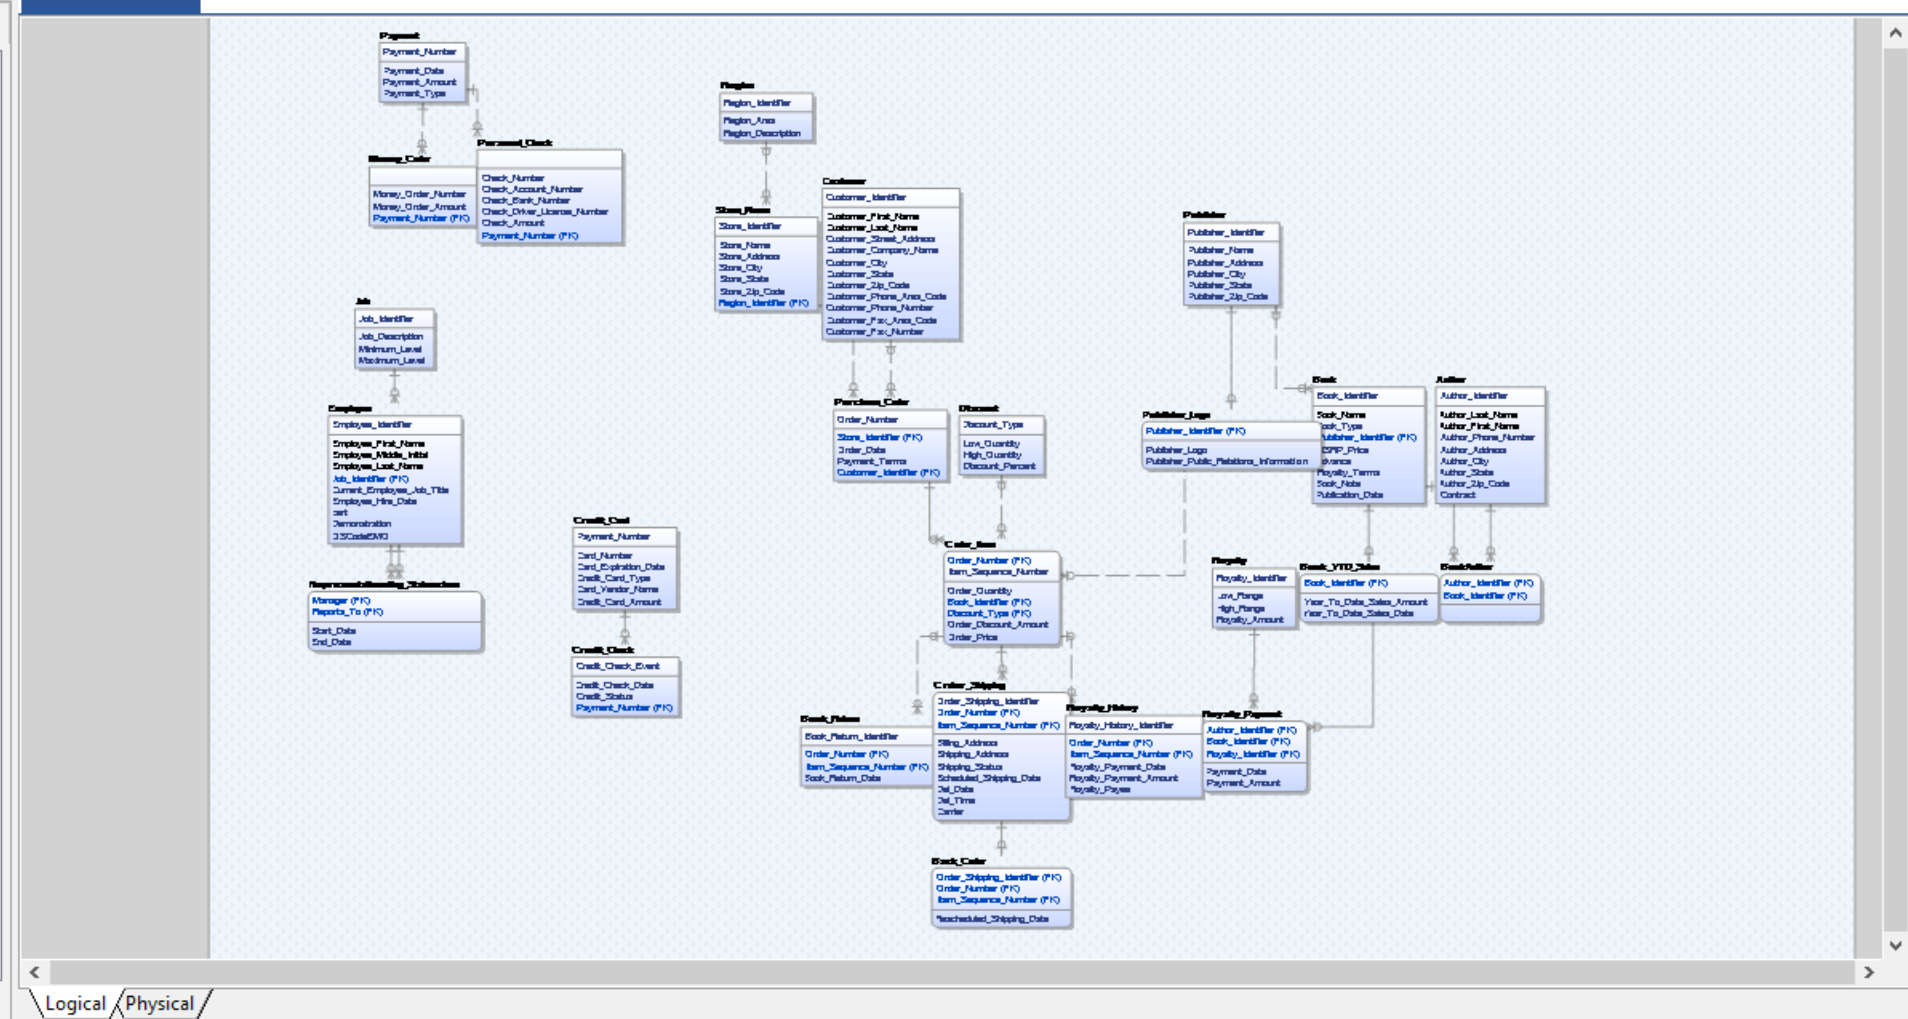 Payment
Payment_Number
Payment_Date
Payment_Amount
Payment_Type
Money_Order
Money_Order_Number
Money_Order_Amount
Payment_Number (FK)
Personal_Check
Check_Number
Check_Account_Number
Check_Bank_Number
Check_Driver_License_Number
Check_Amount
Payment_Number (FK)
Region
Region_Identifier
Region_Area
Region_Description
Store_Name
Store_Identifier
Store_Name
Store_Address
Store_City
Store_State
Store_Zip_Code
Region_Identifier (FK)
Customer
Customer_Identifier
Customer_First_Name
Customer_Last_Name
Customer_Street_Address
Customer_Company_Name
Customer_City
Customer_State
Customer_Zip_Code
Customer_Phone_Area_Code
Customer_Phone_Number
Customer_Fax_Area_Code
Customer_Fax_Number
Publisher
Publisher_Identifier
Publisher_Name
Publisher_Address
Publisher_City
Publisher_State
Publisher_Zip_Code
Job
Job_Identifier
Job_Description
Minimum_Level
Maximum_Level
Employee
Employee_Identifier
Employee_First_Name
Employee_Middle_Initial
Employee_Last_Name
Job_Identifier (FK)
Current_Employee_Job_Title
Employee_Hire_Date
Demonstration
Manager (FK)
Reports_To (FK)
Start_Date
End_Date
Credit_Card
Payment_Number
Card_Number
Card_Expiration_Date
Credit_Card_Type
Card_Vendor_Name
Credit_Card_Amount
Credit_Check
Credit_Check_Event
Credit_Check_Date
Credit_Status
Payment_Number (FK)
Purchase_Order
Order_Number
Store_Identifier (FK)
Order_Date
Payment_Terms
Customer_Identifier (FK)
Discount
Discount_Type
Low_Quantity
High_Quantity
Discount_Percent
Publisher_Logo
Publisher_Identifier (FK)
Publisher_Logo
Publisher_Public_Relations_Information
Book
Book_Identifier
Book_Name
Book_Type
Publisher_Identifier (FK)
Royalty_Terms
Book_Note
Publication_Date
Author
Author_Identifier
Author_Last_Name
Author_First_Name
Author_Phone_Number
Author_Address
Author_City
Author_State
Author_Zip_Code
Contract
Order_Item
Order_Number (FK)
Item_Sequence_Number
Order_Quantity
Book_Identifier (FK)
Discount_Type (FK)
Order_Discount_Amount
Order_Price
Royalty
Royalty_Identifier
Low_Range
High_Range
Royalty_Amount
Book_YTD_Sales
Book_Identifier (FK)
Year_To_Date_Sales_Amount
Year_To_Date_Sales_Date
BookAuthor
Author_Identifier (FK)
Book_Identifier (FK)
Book_Return
Book_Return_Identifier
Order_Number (FK)
Item_Sequence_Number (FK)
Book_Return_Date
Order_Shipping
Order_Shipping_Identifier
Order_Number (FK)
Item_Sequence_Number (FK)
Billing_Address
Shipping_Address
Shipping_Status
Scheduled_Shipping_Date
Del_Date
Del_Time
Carrier
Royalty_History
Royalty_History_Identifier
Order_Number (FK)
Item_Sequence_Number (FK)
Royalty_Payment_Date
Royalty_Payment_Amount
Royalty_Payee
Royalty_Payment
Author_Identifier (FK)
Book_Identifier (FK)
Royalty_Identifier (FK)
Payment_Date
Payment_Amount
Back_Order
Order_Shipping_Identifier (FK)
Order_Number (FK)
Item_Sequence_Number (FK)
Rescheduled_Shipping_Date
Logical
Physical